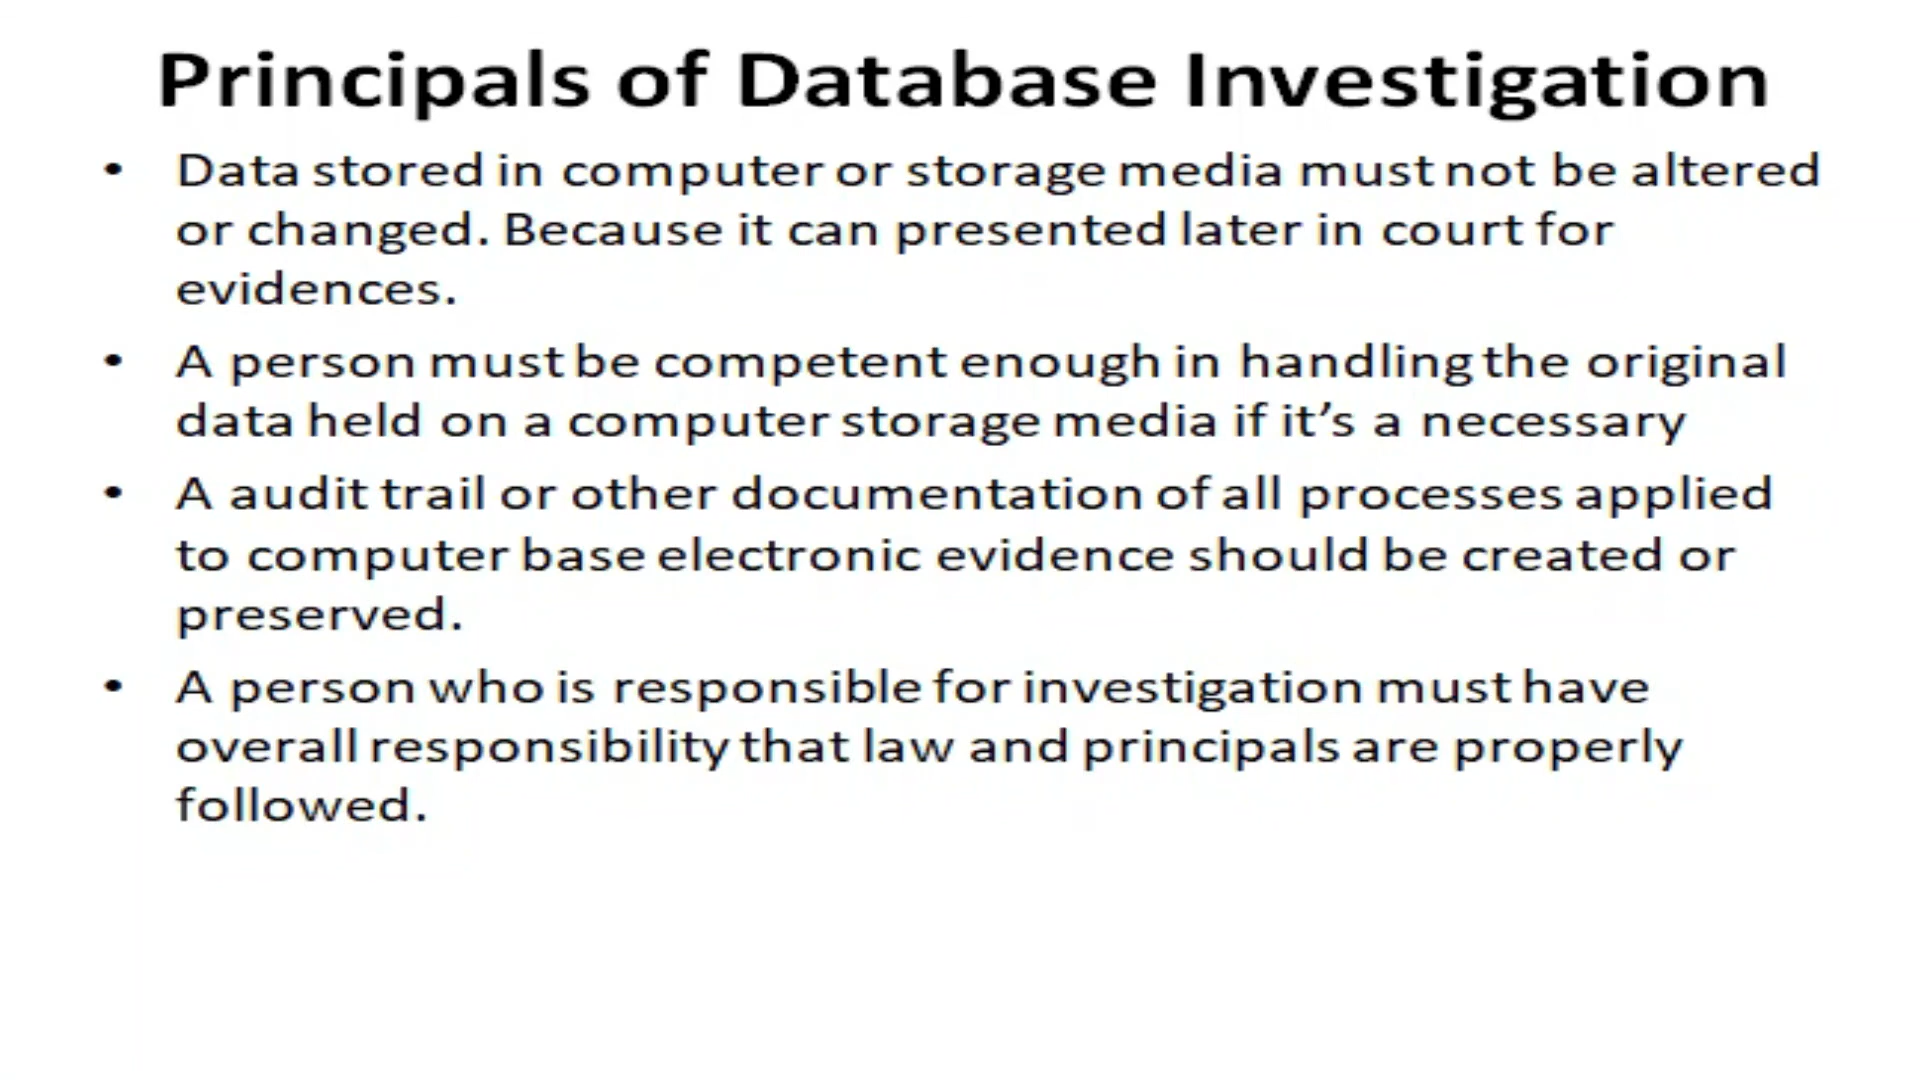 Principals of Database Investigation
• Data stored in computer or storage media must not be altered
or changed. Because it can presented later in court for
evidences.
• A person must be competent enough in handling the original
data held on a computer storage media if it’s a necessary
• A audit trail or other documentation of all processes applied
to computer base electronic evidence should be created or
preserved.
• A person who is responsible for investigation must have
overall responsibility that law and principals are properly
followed.